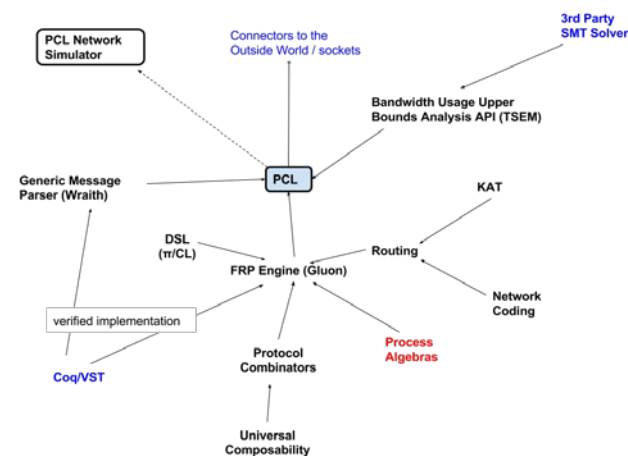 PCL Network
Simulator
Connectors to the
Outside World / sockets
3rd Party
SMT Solver
Bandwidth Usage Upper
Bounds Analysis API (TSEM)
Generic Message
Parser (Wraith)
PCL
KAT
DSL
(π/CL)
Routing
FRP Engine (Gluon)
Network
Coding
verified implementation
Process
Algebras
Protocol
Combinators
Coq/VST
Universal
Composability